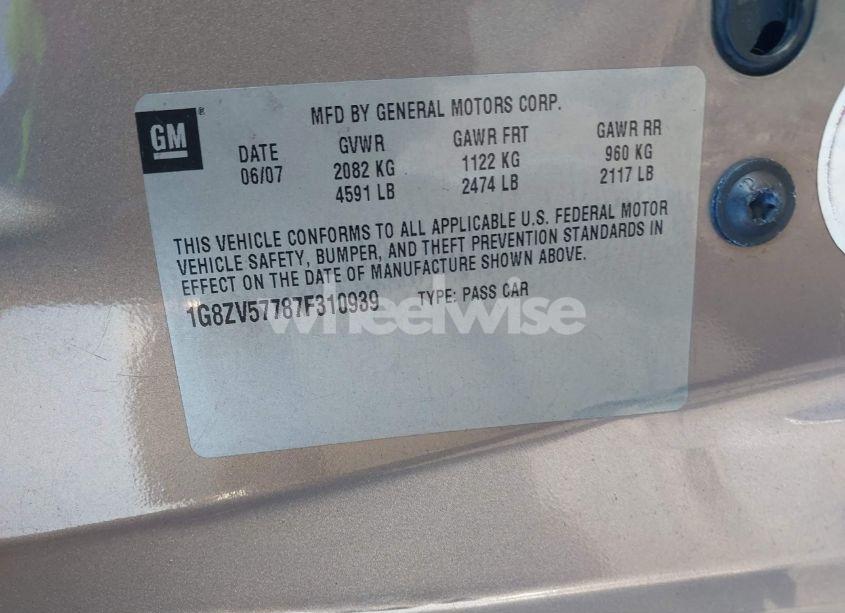 GM ®
MFD BY GENERAL MOTORS CORP.
DATE GVWR GAWR FRT GAWR RR
06/07 2082 KG 1122 KG 960 KG
4591 LB 2474 LB 2117 LB
THIS VEHICLE CONFORMS TO ALL APPLICABLE U.S. FEDERAL MOTOR
VEHICLE SAFETY, BUMPER, AND THEFT PREVENTION STANDARDS IN
EFFECT ON THE DATE OF MANUFACTURE SHOWN ABOVE.
1G8ZV57787F310939 TYPE: PASS CAR
wheelwise